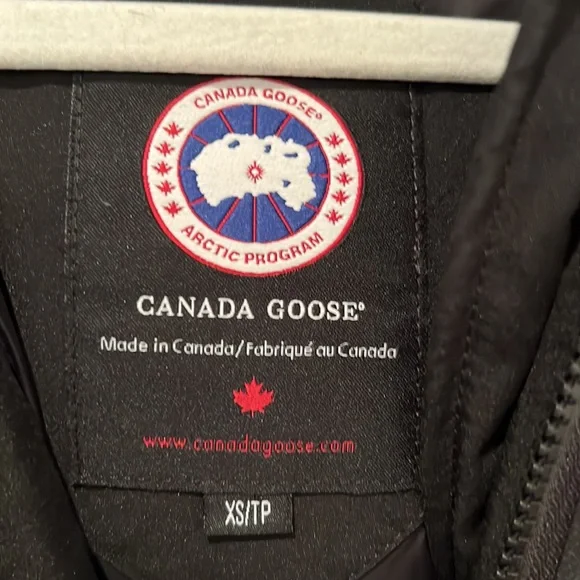 CANADA GOOSE®
ARCTIC PROGRAM
CANADA GOOSE®
Made in Canada/Fabriqué au Canada
www.canadagoose.com
XS/TP